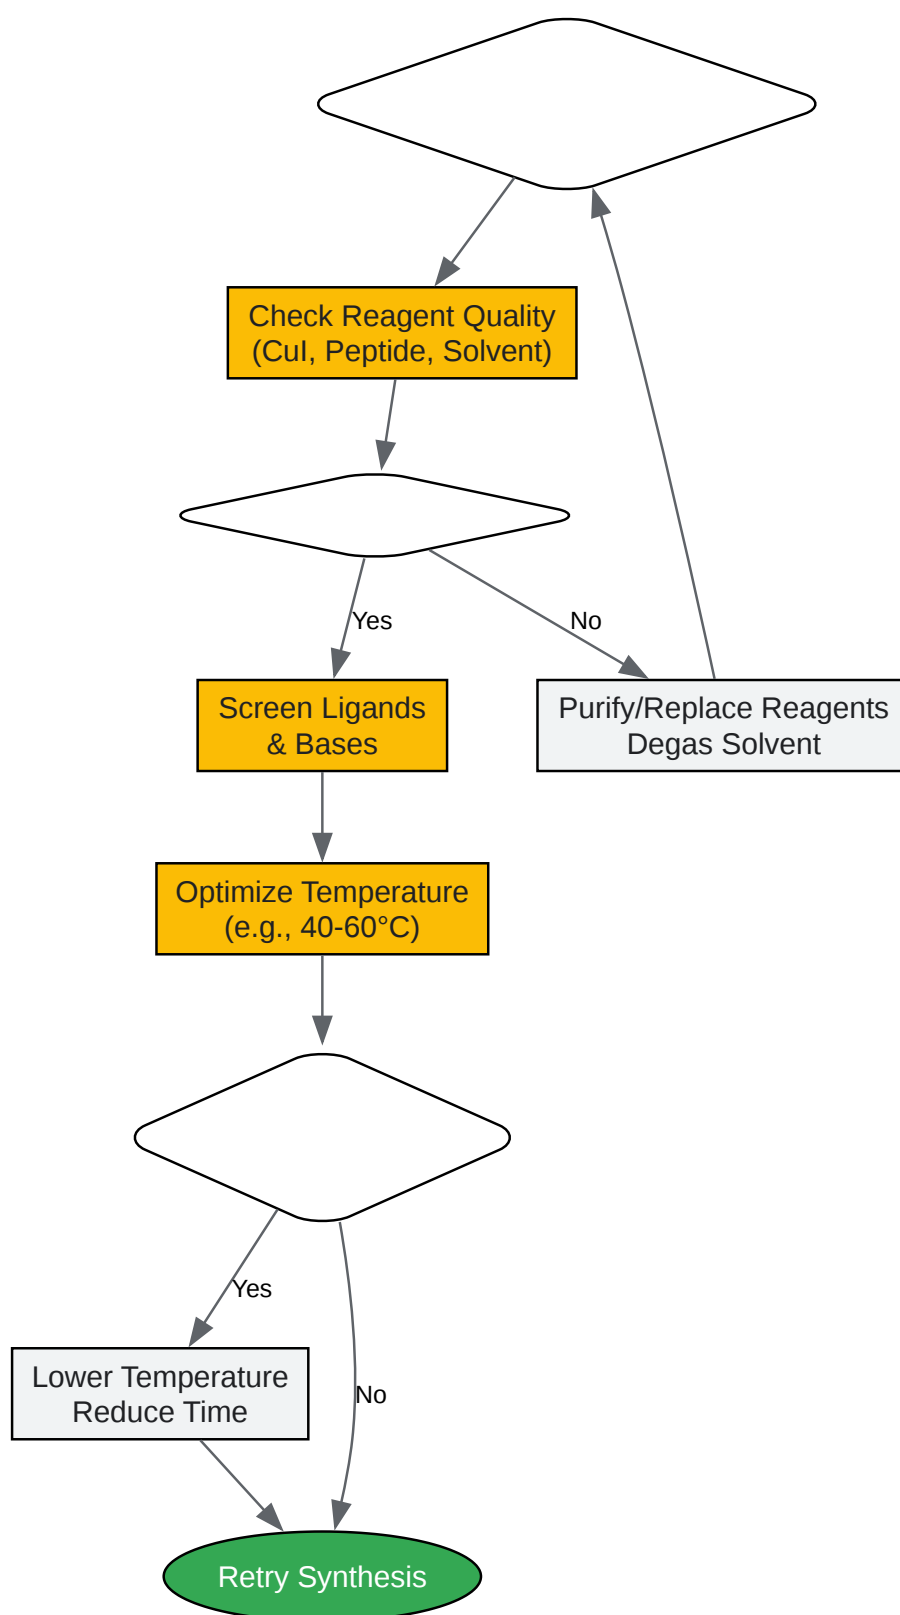 Check Reagent Quality
(CuI, Peptide, Solvent)
Yes
No
Screen Ligands
& Bases
Purify/Replace Reagents
Degas Solvent
Optimize Temperature
(e.g., 40-60°C)
Yes
Lower Temperature
Reduce Time
No
Retry Synthesis